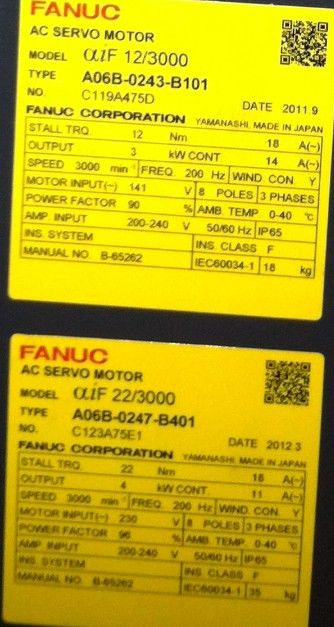 FANUC
AC SERVO MOTOR
MODEL αiF 12/3000
TYPE A06B-0243-B101
NO. C119A475D DATE 2011.9
FANUC CORPORATION YAMANASHI, MADE IN JAPAN
STALL TRQ. 12 Nm 18 A(~)
OUTPUT 3 kW CONT 14 A(~)
SPEED 3000 min⁻¹ FREQ. 200 Hz WIND CON. Y
MOTOR INPUT(~) 141 V 8 POLES 3 PHASES
POWER FACTOR 90 % AMB TEMP 0-40 °C
AMP INPUT 200-240 V 50/60 Hz IP65
INS. SYSTEM INS. CLASS F
MANUAL NO B-65262 IEC60034-1 18 kg
FANUC
AC SERVO MOTOR
MODEL αiF 22/3000
TYPE A06B-0247-B401
NO. C123A75E1 DATE 2012.3
FANUC CORPORATION YAMANASHI, MADE IN JAPAN
STALL TRQ. 22 Nm 18 A(~)
OUTPUT 4 kW CONT 11 A(~)
SPEED 3000 min⁻¹ FREQ. 200 Hz WIND CON. Y
MOTOR INPUT(~) 230 V 8 POLES 3 PHASES
POWER FACTOR 96 % AMB TEMP 0-40 °C
AMP INPUT 200-240 V 50/60 Hz IP65
INS. SYSTEM INS. CLASS F
MANUAL NO B-65262 IEC60034-1 35 kg